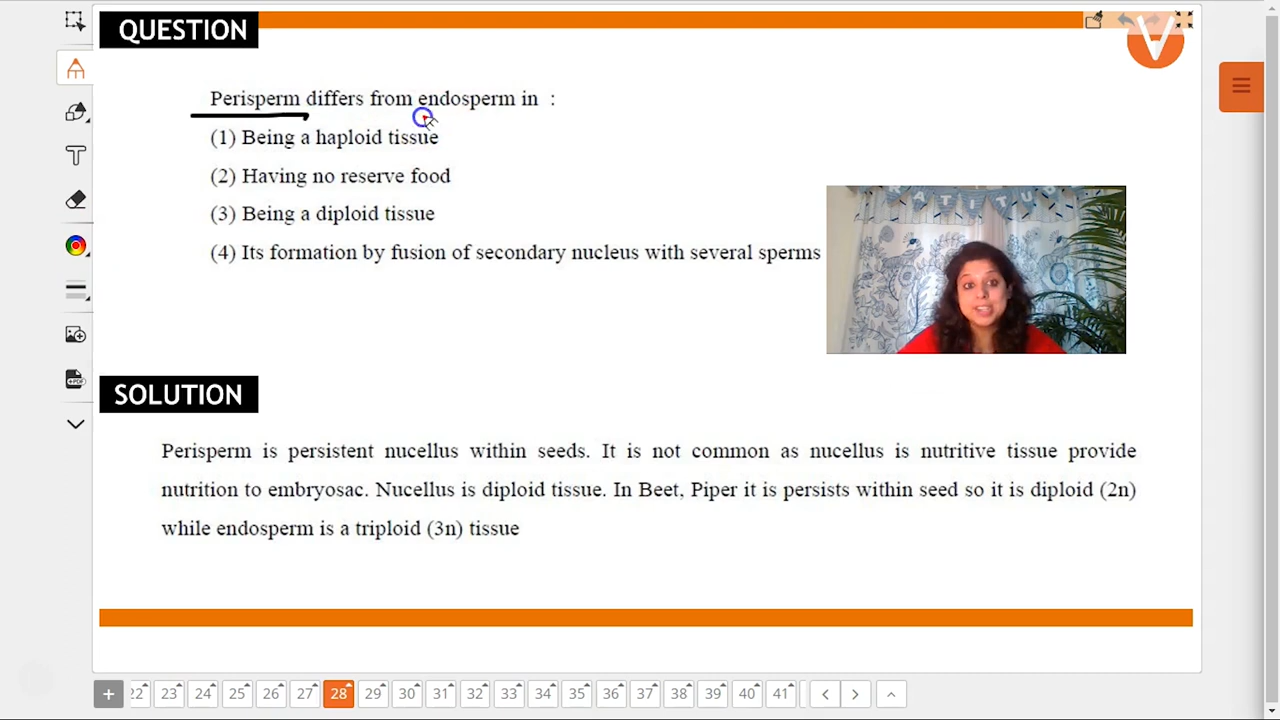 QUESTION
Perisperm differs from endosperm in :
(1) Being a haploid tissue
(2) Having no reserve food
(3) Being a diploid tissue
(4) Its formation by fusion of secondary nucleus with several sperms
KATITUD
SOLUTION
Perisperm is persistent nucellus within seeds. It is not common as nucellus is nutritive tissue provide
nutrition to embryosac. Nucellus is diploid tissue. In Beet, Piper it is persists within seed so it is diploid (2n)
while endosperm is a triploid (3n) tissue
+ 22 23 24 25 26 27 28 29 30 31 32 33 34 35 36 37 38 39 40 41